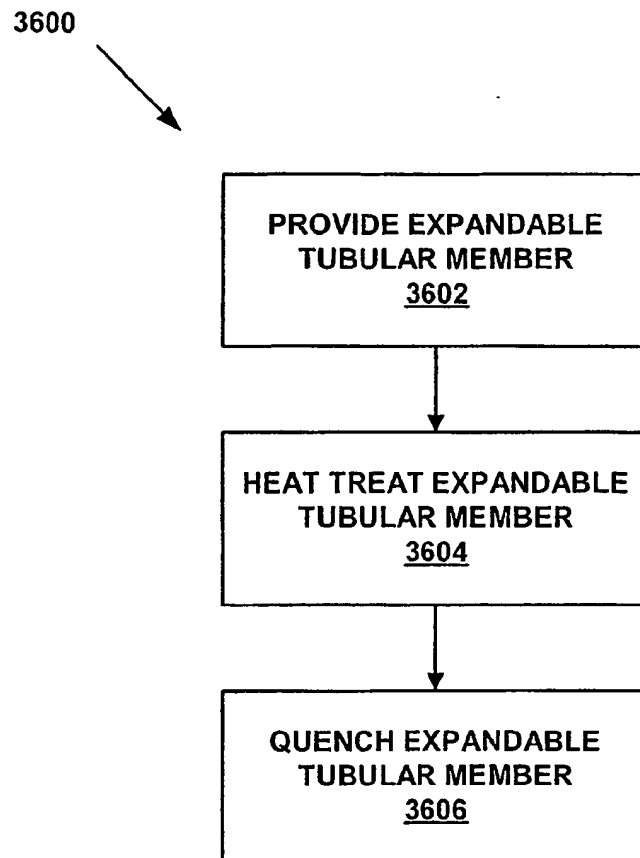 3600
PROVIDE EXPANDABLE
TUBULAR MEMBER
3602
HEAT TREAT EXPANDABLE
TUBULAR MEMBER
3604
QUENCH EXPANDABLE
TUBULAR MEMBER
3606